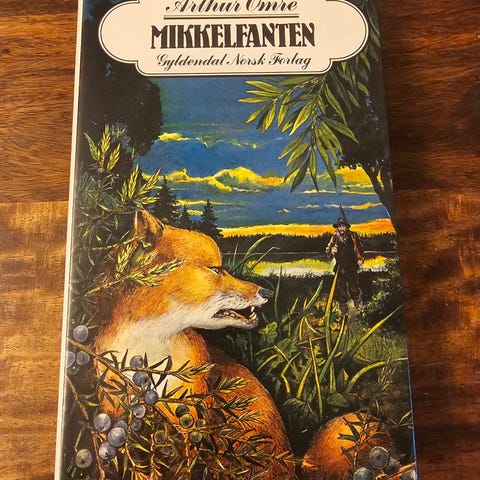 Arthur Omre
MIKKELFANTEN
Gyldendal Norsk Forlag